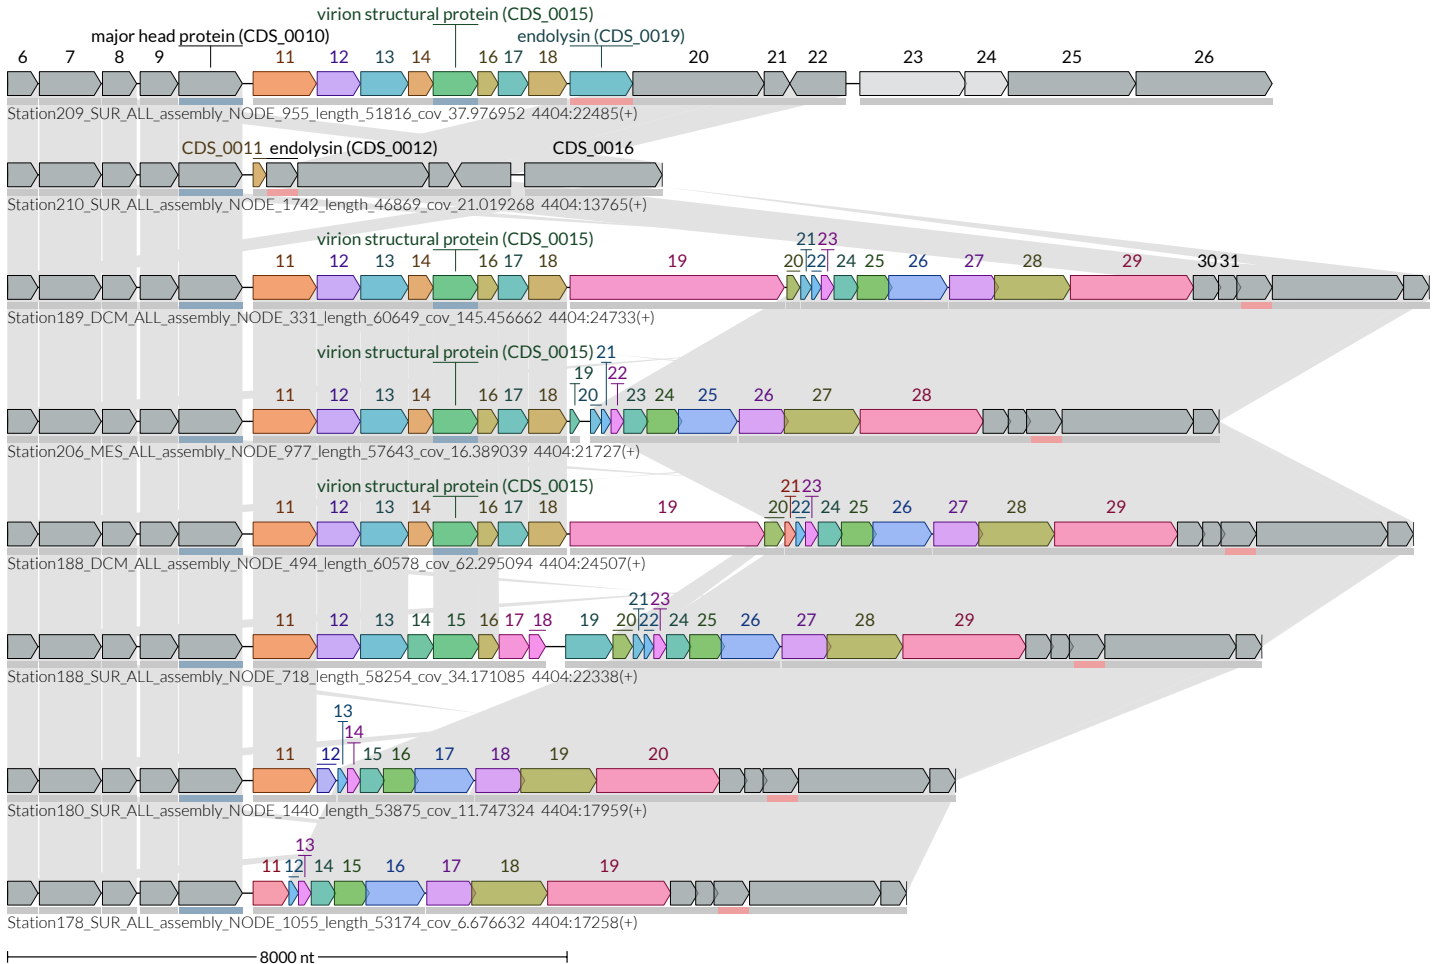 virion structural protein (CDS_0015)
major head protein (CDS_0010) endolysin (CDS_0019)
6 7 8 9 11 12 13 14 16 17 18 20 21 22 23 24 25 26
Station209_SUR_ALL_assembly_NODE_955_length_51816_cov_37.976952 4404:22485(+)
CDS_0011 endolysin (CDS_0012) CDS_0016
Station210_SUR_ALL_assembly_NODE_1742_length_46869_cov_21.019268 4404:13765(+)
virion structural protein (CDS_0015) 21 23
11 12 13 14 16 17 18 19 20 22 24 25 26 27 28 29 30 31
Station189_DCM_ALL_assembly_NODE_331_length_60649_cov_145.456662 4404:24733(+)
virion structural protein (CDS_0015) 21
19 22
11 12 13 14 16 17 18 20 23 24 25 26 27 28
Station206_MES_ALL_assembly_NODE_977_length_57643_cov_16.389039 4404:21727(+)
virion structural protein (CDS_0015) 21 23
11 12 13 14 16 17 18 19 20 22 24 25 26 27 28 29
Station188_DCM_ALL_assembly_NODE_494_length_60578_cov_62.295094 4404:24507(+)
21 23
11 12 13 14 15 16 17 18 19 20 22 24 25 26 27 28 29
Station188_SUR_ALL_assembly_NODE_718_length_58254_cov_34.171085 4404:22338(+)
13
14
11 12 15 16 17 18 19 20
Station180_SUR_ALL_assembly_NODE_1440_length_53875_cov_11.747324 4404:17959(+)
13
11 12 14 15 16 17 18 19
Station178_SUR_ALL_assembly_NODE_1055_length_53174_cov_6.676632 4404:17258(+)
8000 nt